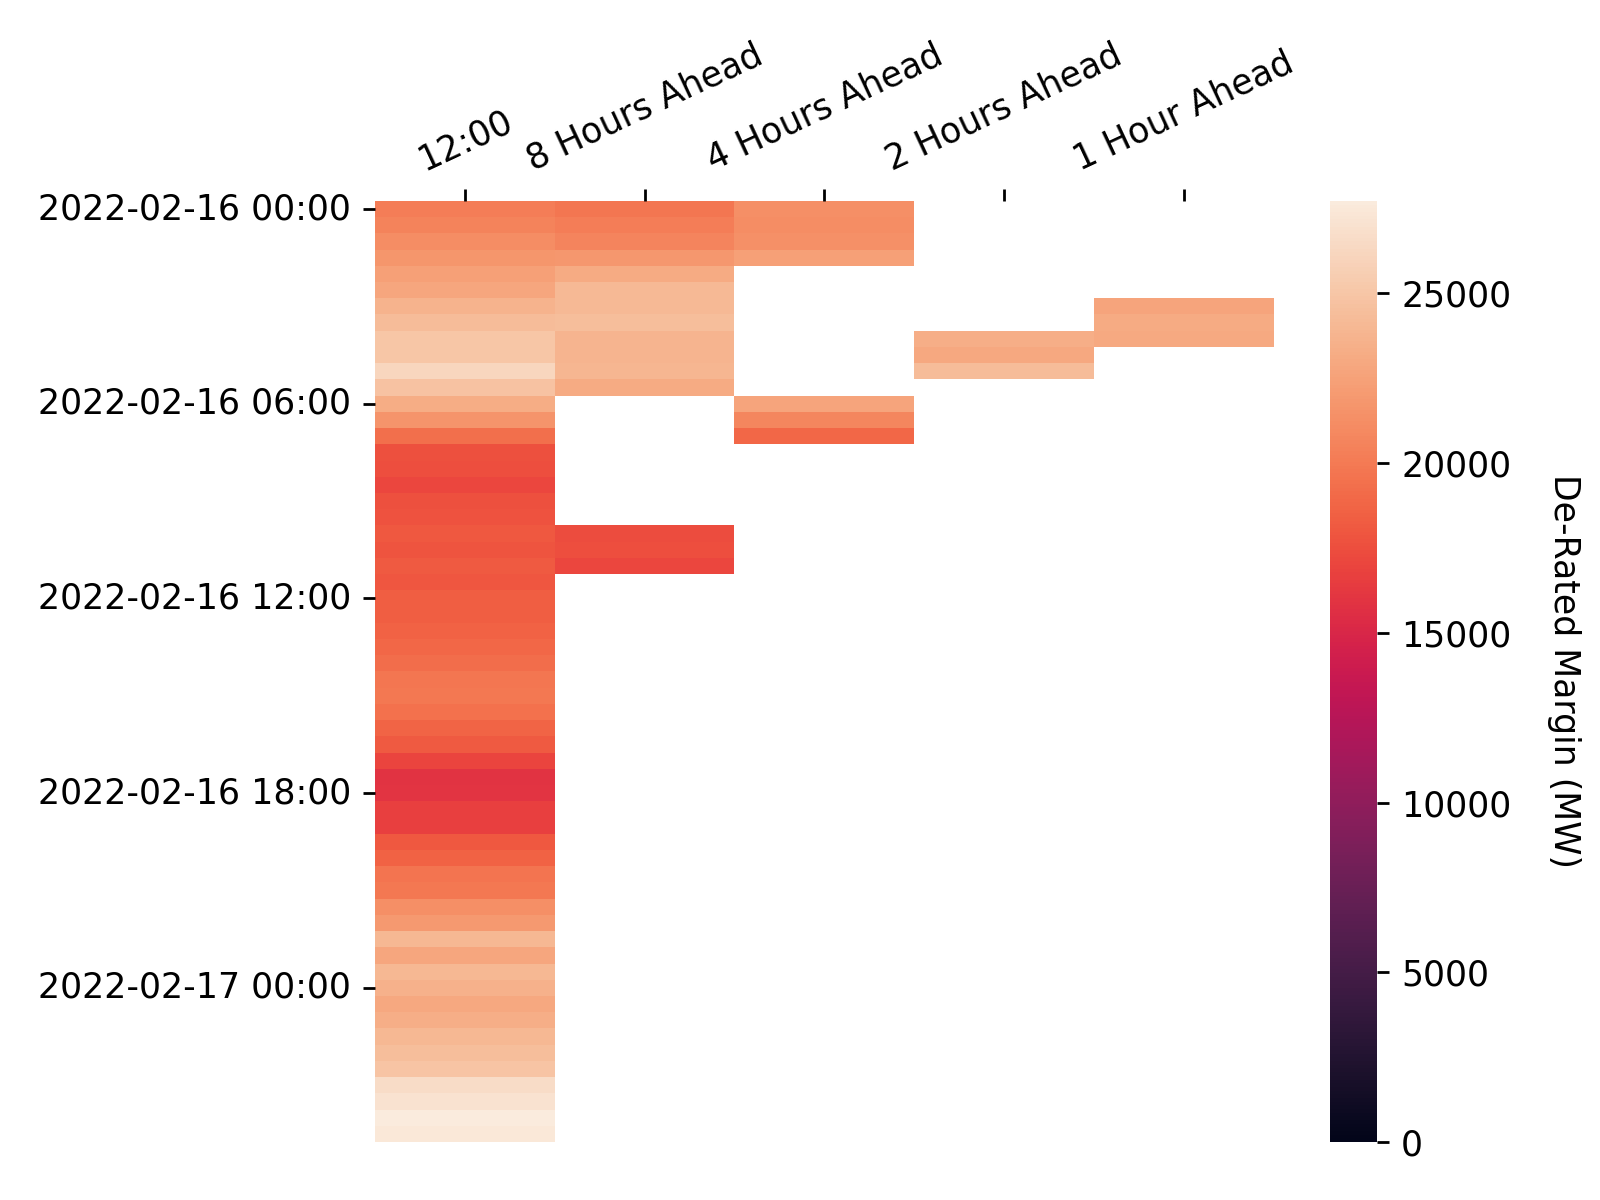 12:00
8 Hours Ahead
4 Hours Ahead
2 Hours Ahead
1 Hour Ahead
2022-02-16 00:00
2022-02-16 06:00
2022-02-16 12:00
2022-02-16 18:00
2022-02-17 00:00
25000
20000
15000
10000
5000
0
De-Rated Margin (MW)